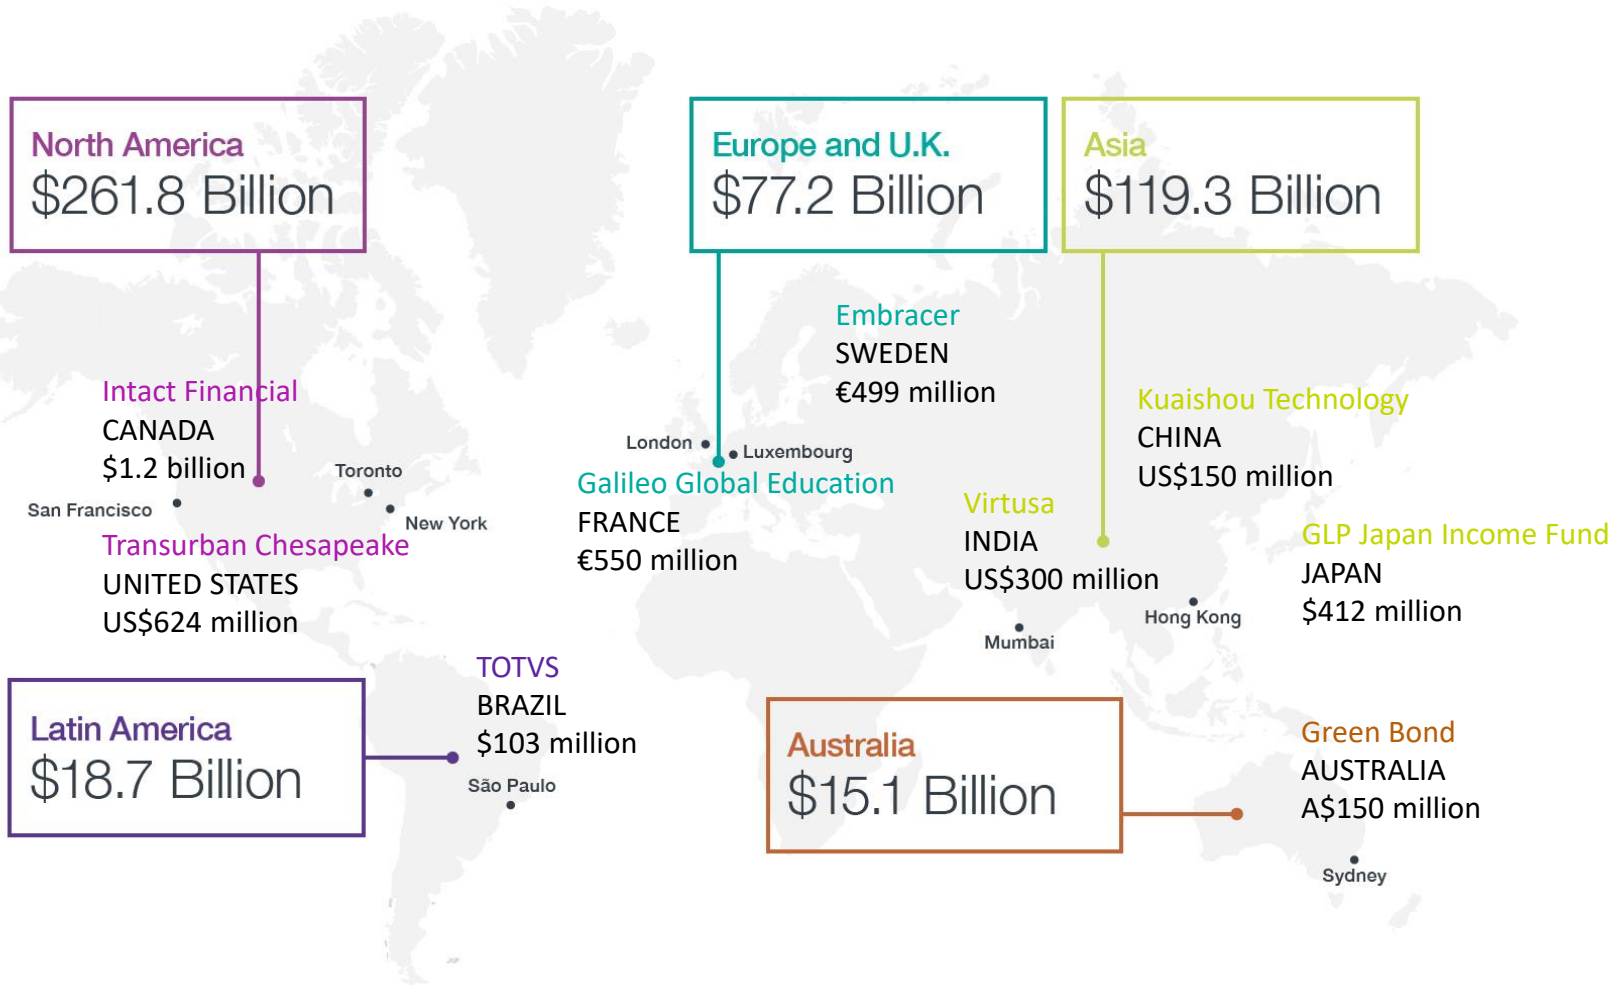 North America
$261.8 Billion
Europe and U.K.
$77.2 Billion
Asia
$119.3 Billion
Embracer
SWEDEN
€499 million
Intact Financial
CANADA
$1.2 billion
Kuaishou Technology
CHINA
US$150 million
London
Luxembourg
Toronto
San Francisco
New York
Galileo Global Education
FRANCE
€550 million
Virtusa
INDIA
US$300 million
Transurban Chesapeake
UNITED STATES
US$624 million
GLP Japan Income Fund
JAPAN
$412 million
Hong Kong
Mumbai
TOTVS
BRAZIL
$103 million
Latin America
$18.7 Billion
São Paulo
Australia
$15.1 Billion
Green Bond
AUSTRALIA
A$150 million
Sydney